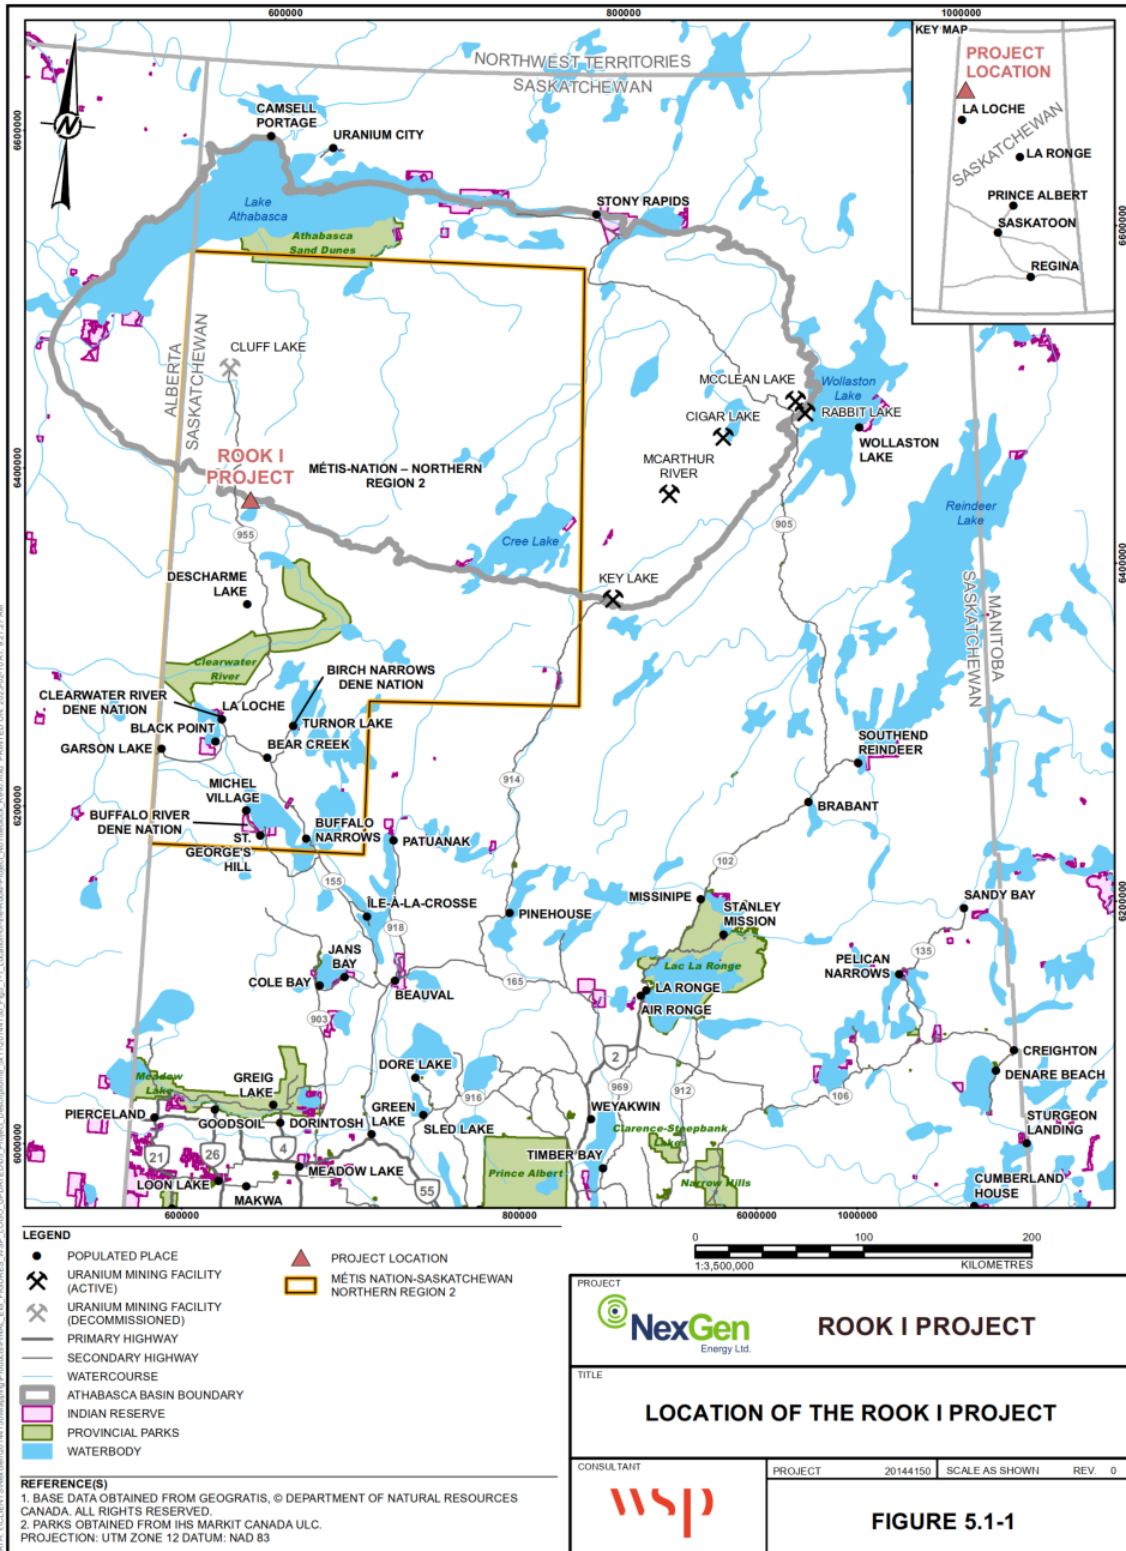 600000
800000
1000000
KEY MAP
PROJECT
LOCATION
LA LOCHE
SASKATCHEWAN
LA RONGE
PRINCE ALBERT
SASKATOON
REGINA
NORTHWEST TERRITORIES
SASKATCHEWAN
N
6600000
6600000
CAMSELL
PORTAGE
URANIUM CITY
Lake
Athabasca
Athabasca
Sand Dunes
STONY RAPIDS
ALBERTA
SASKATCHEWAN
CLUFF LAKE
MCCLEAN LAKE
Wollaston
Lake
RABBIT LAKE
CIGAR LAKE
WOLLASTON
LAKE
MCARTHUR
RIVER
ROOK I
PROJECT
MÉTIS-NATION – NORTHERN
REGION 2
6400000
6400000
Reindeer
Lake
955
905
Cree Lake
KEY LAKE
DESCHARME
LAKE
SASKATCHEWAN
MANITOBA
Clearwater
River
BIRCH NARROWS
DENE NATION
CLEARWATER RIVER
DENE NATION
LA LOCHE
BLACK POINT
TURNOR LAKE
GARSON LAKE
BEAR CREEK
SOUTHEND
REINDEER
914
MICHEL
VILLAGE
BRABANT
6200000
6200000
BUFFALO RIVER
DENE NATION
BUFFALO
NARROWS
ST.
GEORGE'S
HILL
PATUANAK
102
155
MISSINIPE
STANLEY
MISSION
SANDY BAY
ÎLE-À-LA-CROSSE
PINEHOUSE
918
135
JANS
BAY
PELICAN
NARROWS
Lac La Ronge
COLE BAY
BEAUVAL
165
LA RONGE
AIR RONGE
903
2
CREIGHTON
DORE LAKE
DENARE BEACH
Meadow
Lake
GREIG
LAKE
916
969
912
106
PIERCELAND
GREEN
LAKE
WEYAKWIN
GOODSOIL
DORINTOSH
SLED LAKE
Clarence-Steepbank
Lakes
STURGEON
LANDING
6000000
21
26
4
TIMBER BAY
MEADOW LAKE
Prince Albert
Narrow Hills
LOON LAKE
MAKWA
55
CUMBERLAND
HOUSE
600000
800000
6000000
1000000
LEGEND
POPULATED PLACE
URANIUM MINING FACILITY
(ACTIVE)
URANIUM MINING FACILITY
(DECOMMISSIONED)
PRIMARY HIGHWAY
SECONDARY HIGHWAY
WATERCOURSE
ATHABASCA BASIN BOUNDARY
INDIAN RESERVE
PROVINCIAL PARKS
WATERBODY
PROJECT LOCATION
MÉTIS NATION-SASKATCHEWAN
NORTHERN REGION 2
0 100 200
1:3,500,000 KILOMETRES
REFERENCE(S)
1. BASE DATA OBTAINED FROM GEOGRATIS, © DEPARTMENT OF NATURAL RESOURCES
CANADA. ALL RIGHTS RESERVED.
2. PARKS OBTAINED FROM IHS MARKIT CANADA ULC.
PROJECTION: UTM ZONE 12 DATUM: NAD 83
PROJECT
NexGen
Energy Ltd.
ROOK I PROJECT
TITLE
LOCATION OF THE ROOK I PROJECT
CONSULTANT
wsp
PROJECT 20144150 SCALE AS SHOWN REV. 0
FIGURE 5.1-1